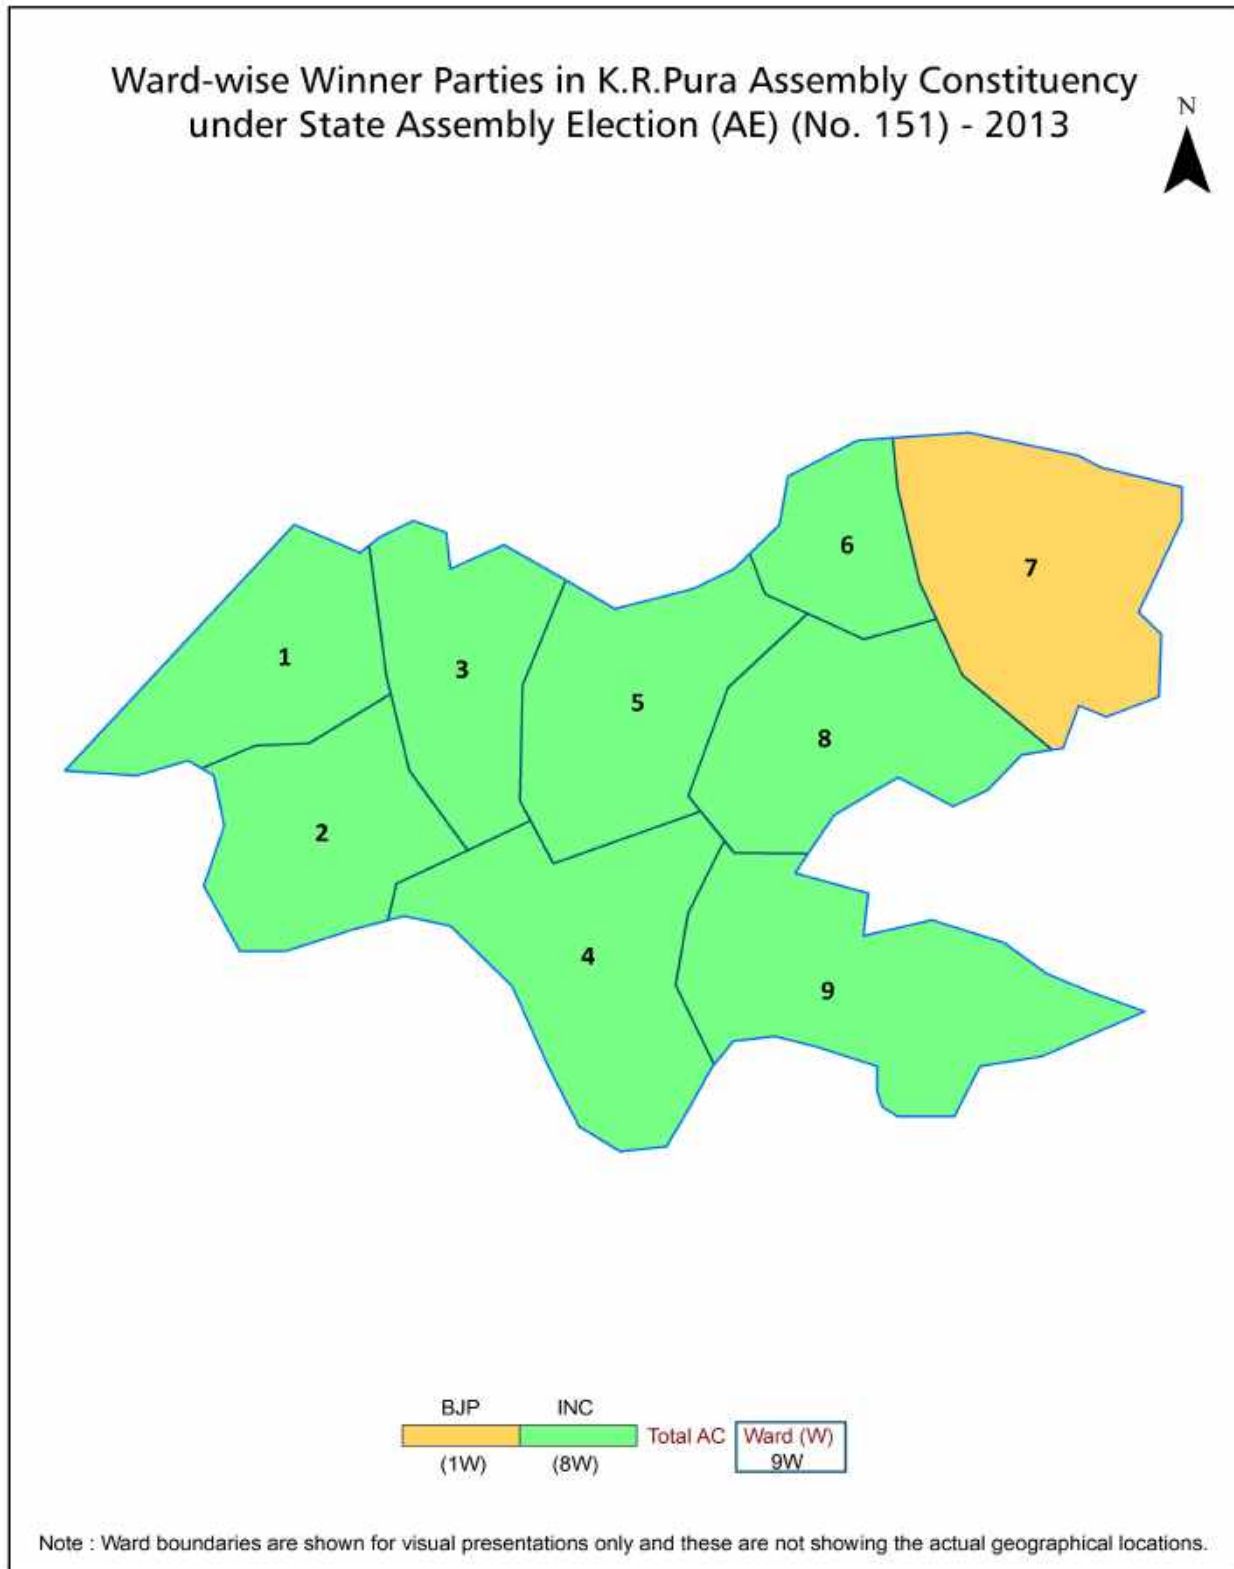 Ward-wise Winner Parties in K.R.Pura Assembly Constituency
under State Assembly Election (AE) (No. 151) - 2013
N
6
7
1
3
5
8
2
4
9
BJP INC
Total AC Ward (W)
(1W) (8W) 9W
Note : Ward boundaries are shown for visual presentations only and these are not showing the actual geographical locations.